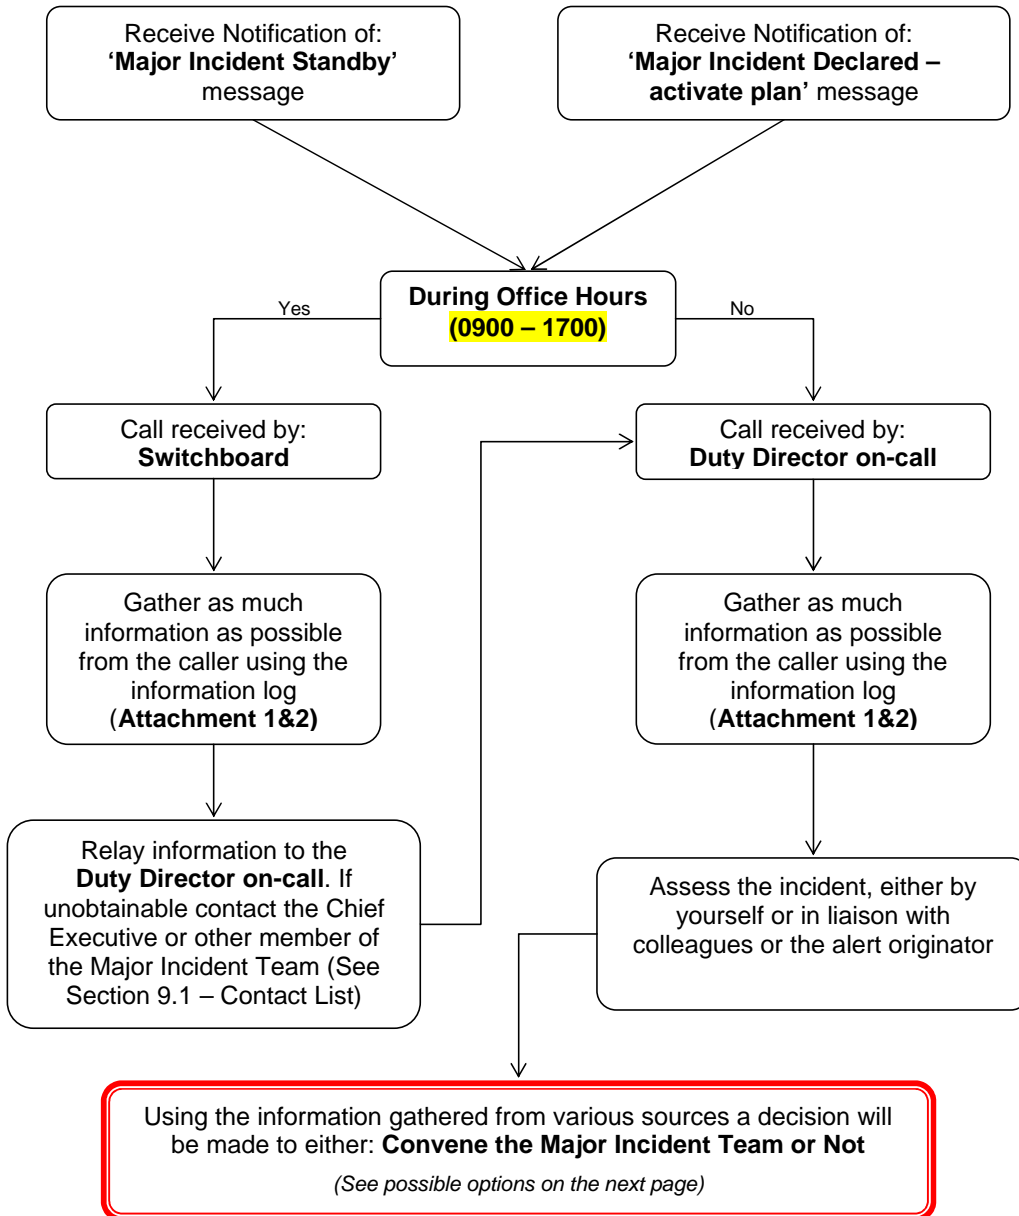 Receive Notification of:
‘Major Incident Standby’
message
Receive Notification of:
‘Major Incident Declared –
activate plan’ message
During Office Hours
(0900 – 1700)
Yes
No
Call received by:
Switchboard
Call received by:
Duty Director on-call
Gather as much
information as possible
from the caller using the
information log
(Attachment 1&2)
Gather as much
information as possible
from the caller using the
information log
(Attachment 1&2)
Relay information to the
Duty Director on-call. If
unobtainable contact the Chief
Executive or other member of
the Major Incident Team (See
Section 9.1 – Contact List)
Assess the incident, either by
yourself or in liaison with
colleagues or the alert originator
Using the information gathered from various sources a decision will
be made to either: Convene the Major Incident Team or Not
(See possible options on the next page)